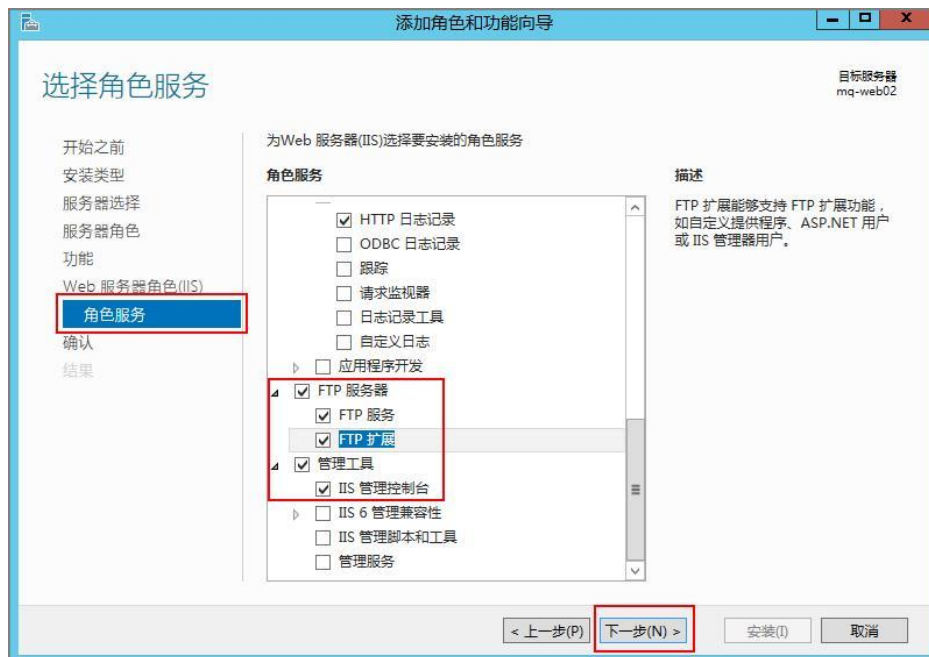 添加角色和功能向导
选择角色服务
目标服务器
mq-web02
开始之前
安装类型
服务器选择
服务器角色
功能
Web 服务器角色(IIS)
角色服务
确认
结果
为Web 服务器(IIS)选择要安装的角色服务
角色服务
HTTP 日志记录
ODBC 日志记录
跟踪
请求监视器
日志记录工具
自定义日志
应用程序开发
FTP 服务器
FTP 服务
FTP 扩展
管理工具
IIS 管理控制台
IIS 6 管理兼容性
IIS 管理脚本和工具
管理服务
描述
FTP 扩展能够支持 FTP 扩展功能，
如自定义提供程序、ASP.NET 用户
或 IIS 管理器用户。
< 上一步(P)
下一步(N) >
安装(I)
取消